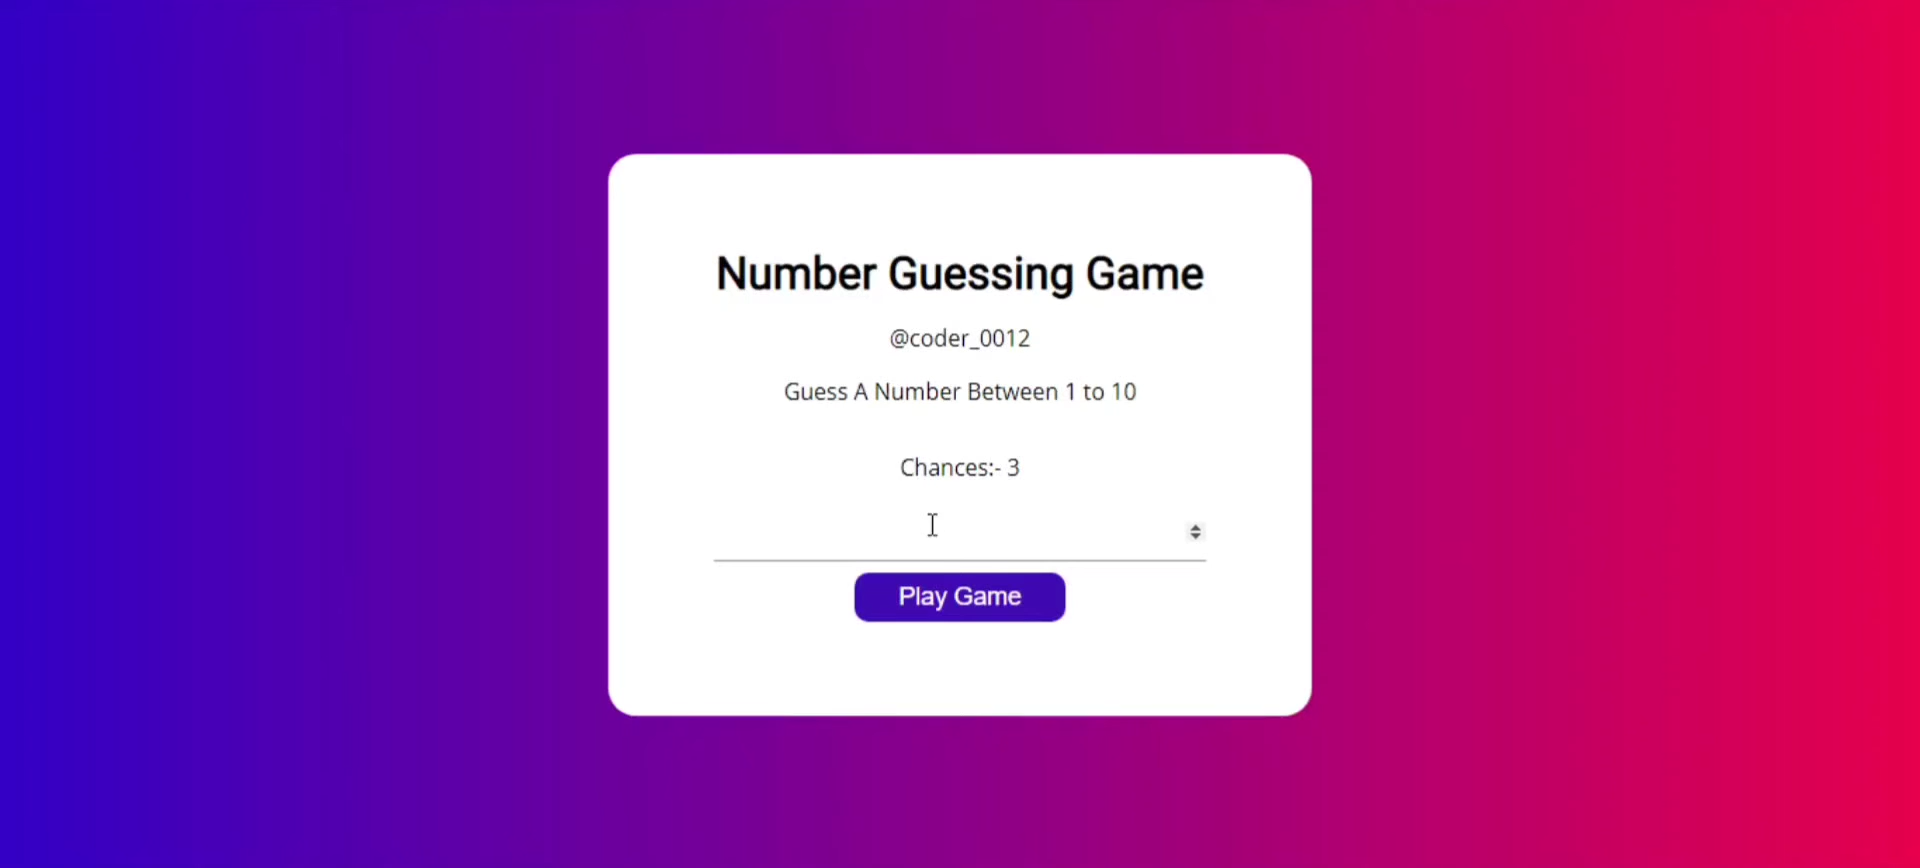 Number Guessing Game
@coder_0012
Guess A Number Between 1 to 10
Chances:- 3
Play Game